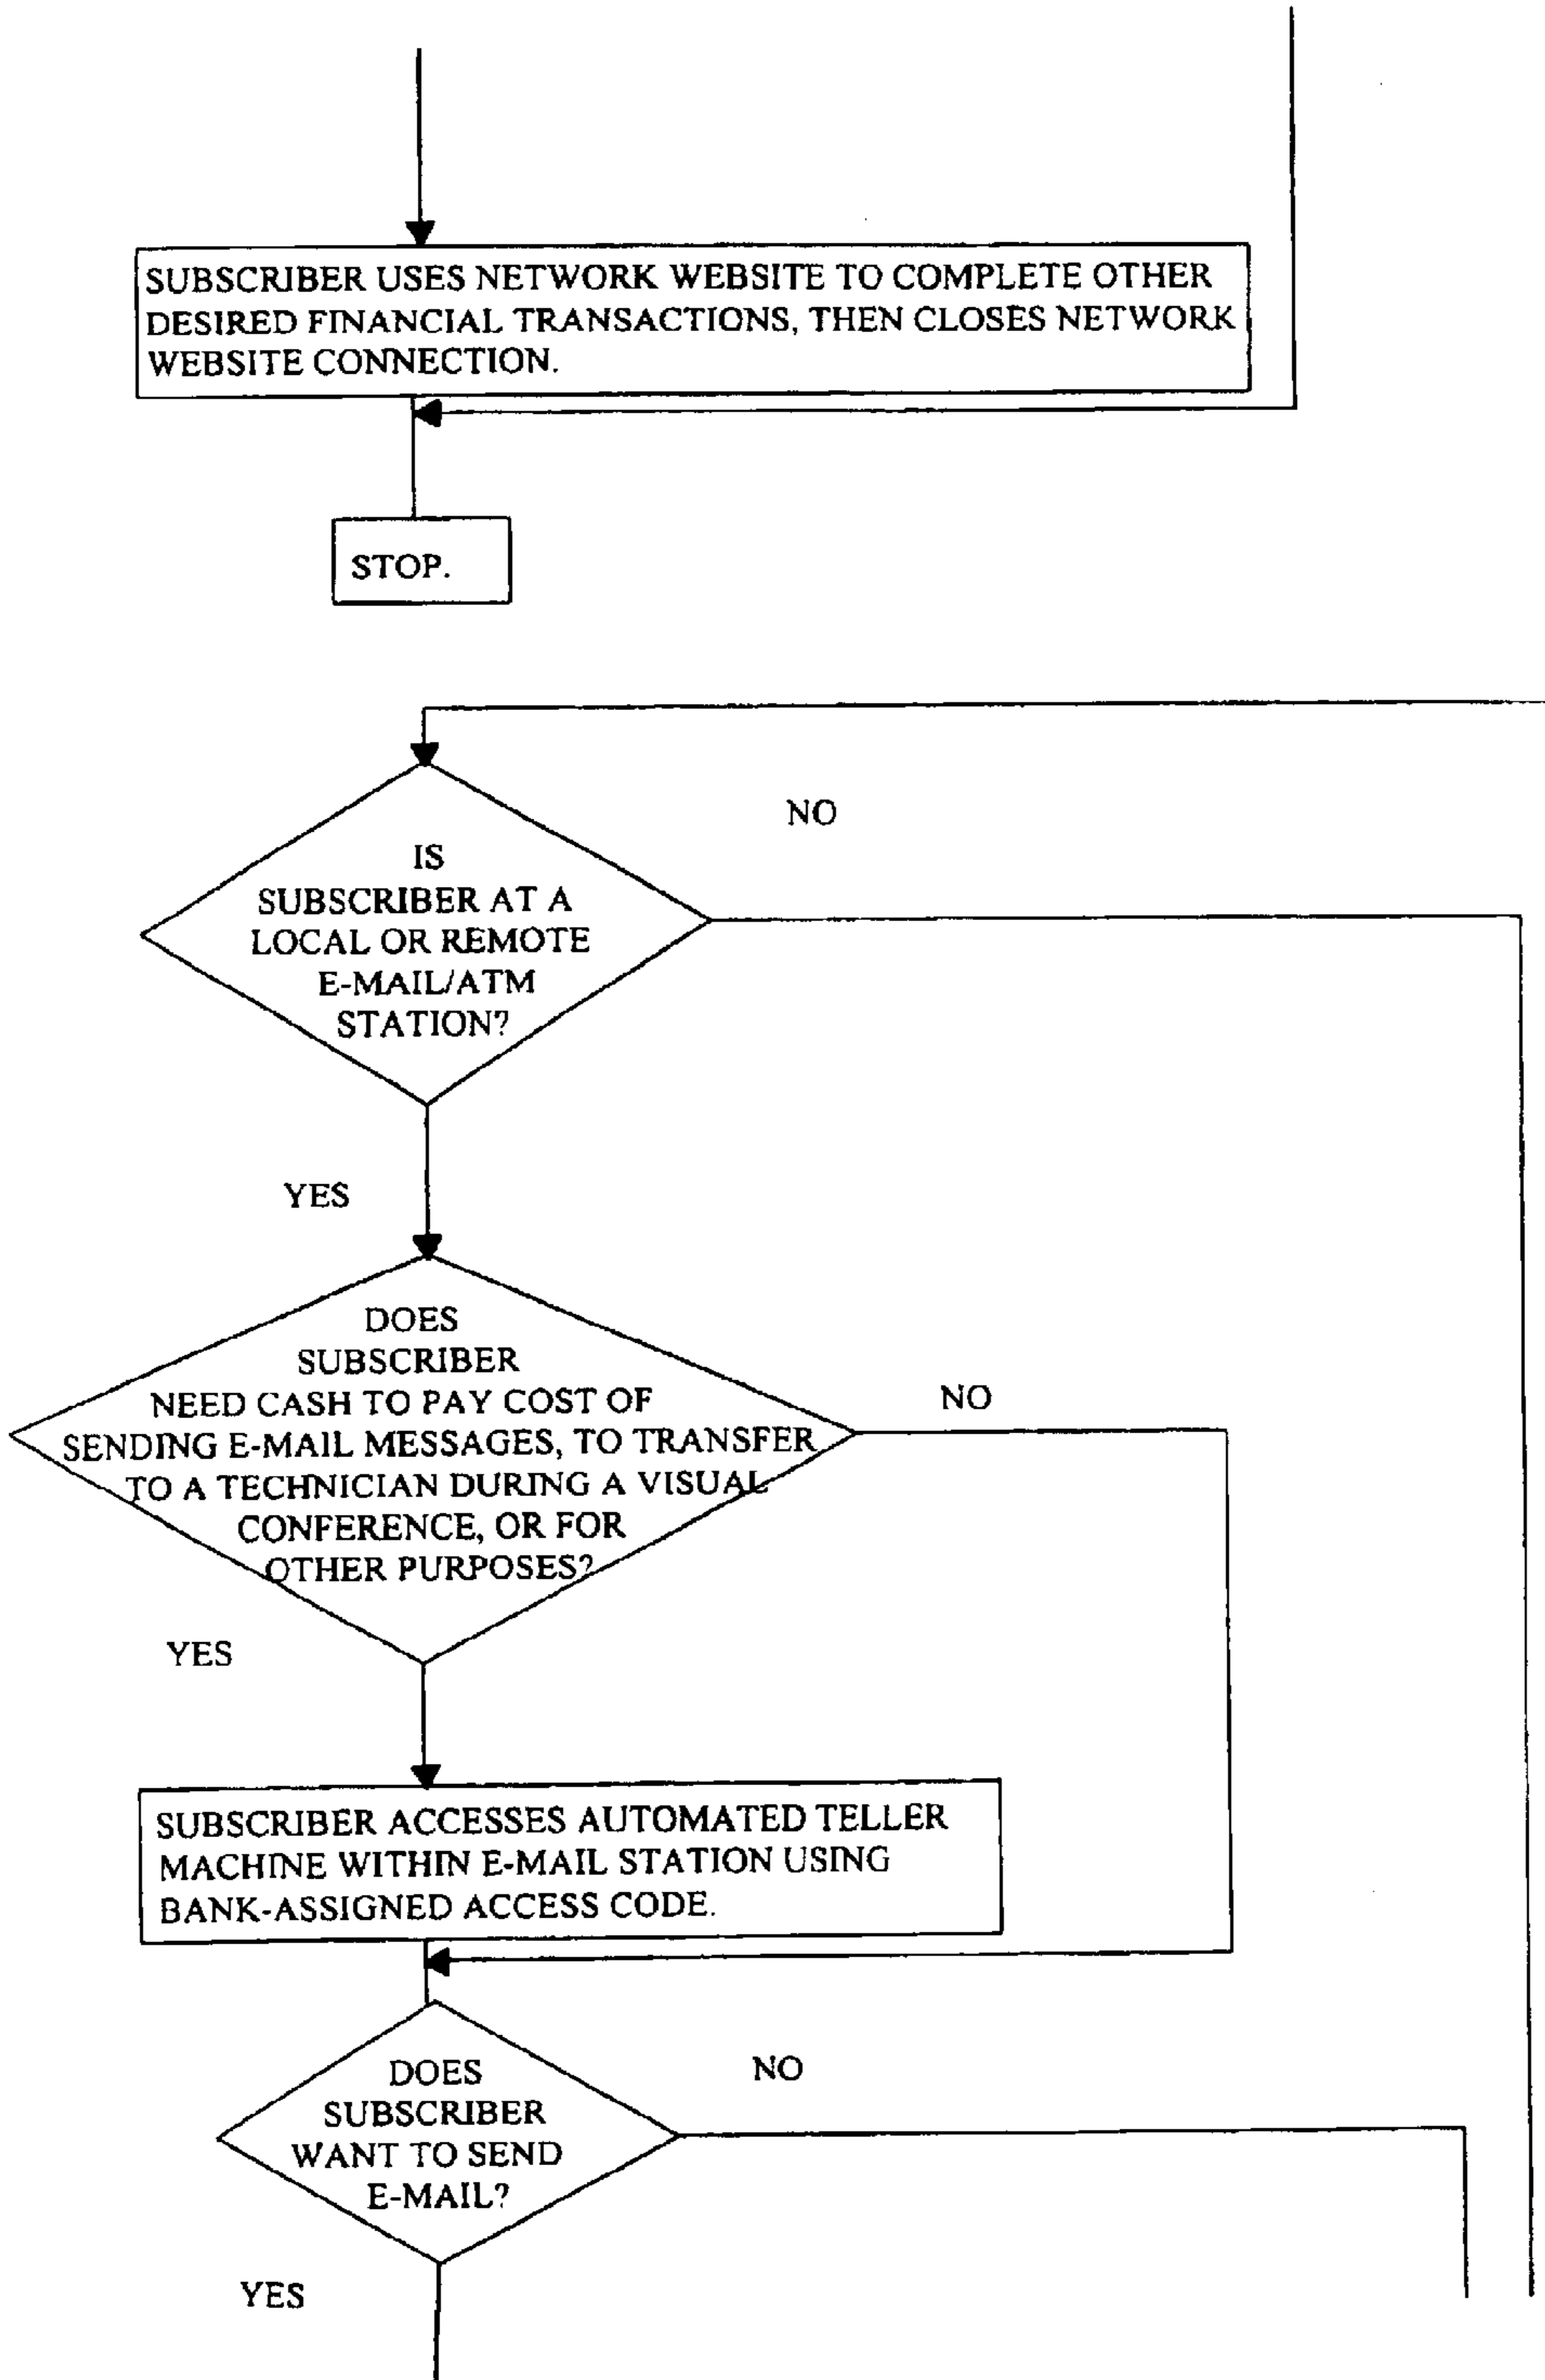 SUBSCRIBER USES NETWORK WEBSITE TO COMPLETE OTHER
DESIRED FINANCIAL TRANSACTIONS, THEN CLOSES NETWORK
WEBSITE CONNECTION.
STOP.
NO
IS
SUBSCRIBER AT A
LOCAL OR REMOTE
E-MAIL/ATM
STATION?
YES
DOES
SUBSCRIBER
NEED CASH TO PAY COST OF
SENDING E-MAIL MESSAGES, TO TRANSFER
TO A TECHNICIAN DURING A VISUAL
CONFERENCE, OR FOR
OTHER PURPOSES?
NO
YES
SUBSCRIBER ACCESSES AUTOMATED TELLER
MACHINE WITHIN E-MAIL STATION USING
BANK-ASSIGNED ACCESS CODE.
DOES
SUBSCRIBER
WANT TO SEND
E-MAIL?
NO
YES